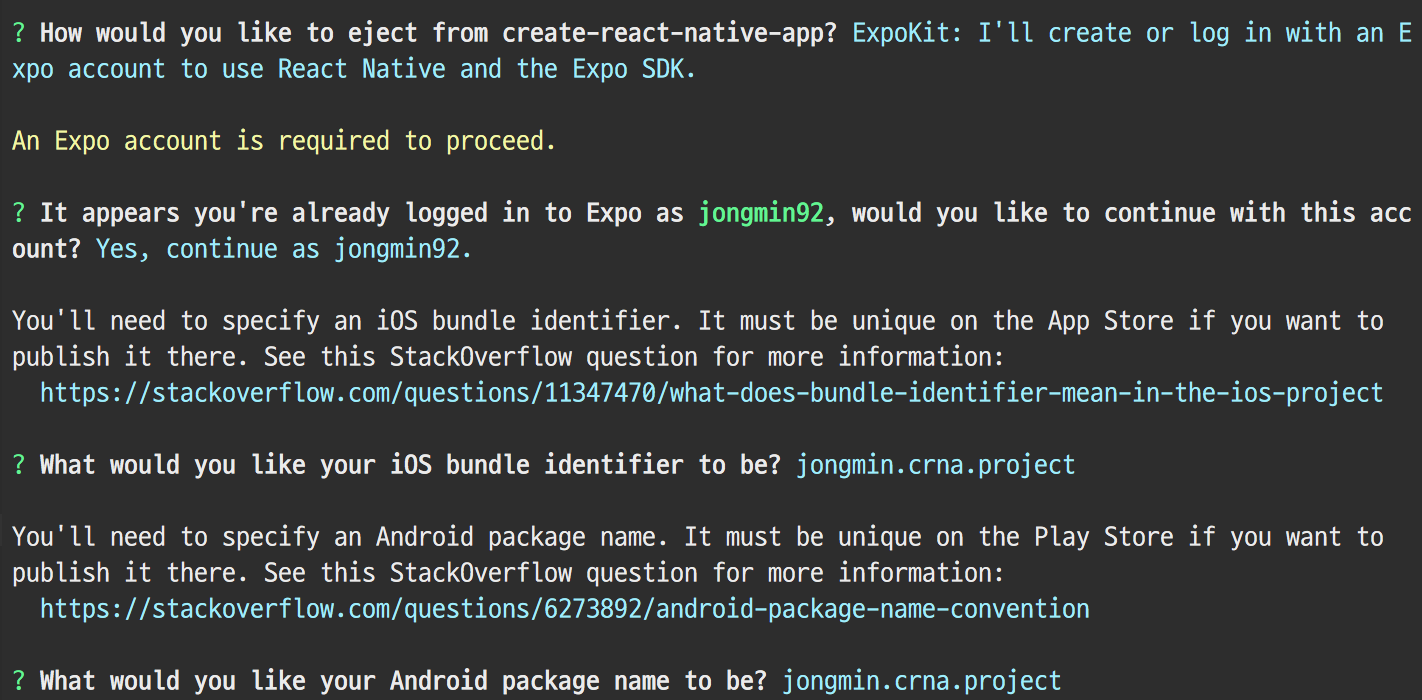 ? How would you like to eject from create-react-native-app? ExpoKit: I'll create or log in with an E
xpo account to use React Native and the Expo SDK.
An Expo account is required to proceed.
? It appears you're already logged in to Expo as jongmin92, would you like to continue with this acc
ount? Yes, continue as jongmin92.
You'll need to specify an iOS bundle identifier. It must be unique on the App Store if you want to
publish it there. See this StackOverflow question for more information:
https://stackoverflow.com/questions/11347470/what-does-bundle-identifier-mean-in-the-ios-project
? What would you like your iOS bundle identifier to be? jongmin.crna.project
You'll need to specify an Android package name. It must be unique on the Play Store if you want to
publish it there. See this StackOverflow question for more information:
https://stackoverflow.com/questions/6273892/android-package-name-convention
? What would you like your Android package name to be? jongmin.crna.project